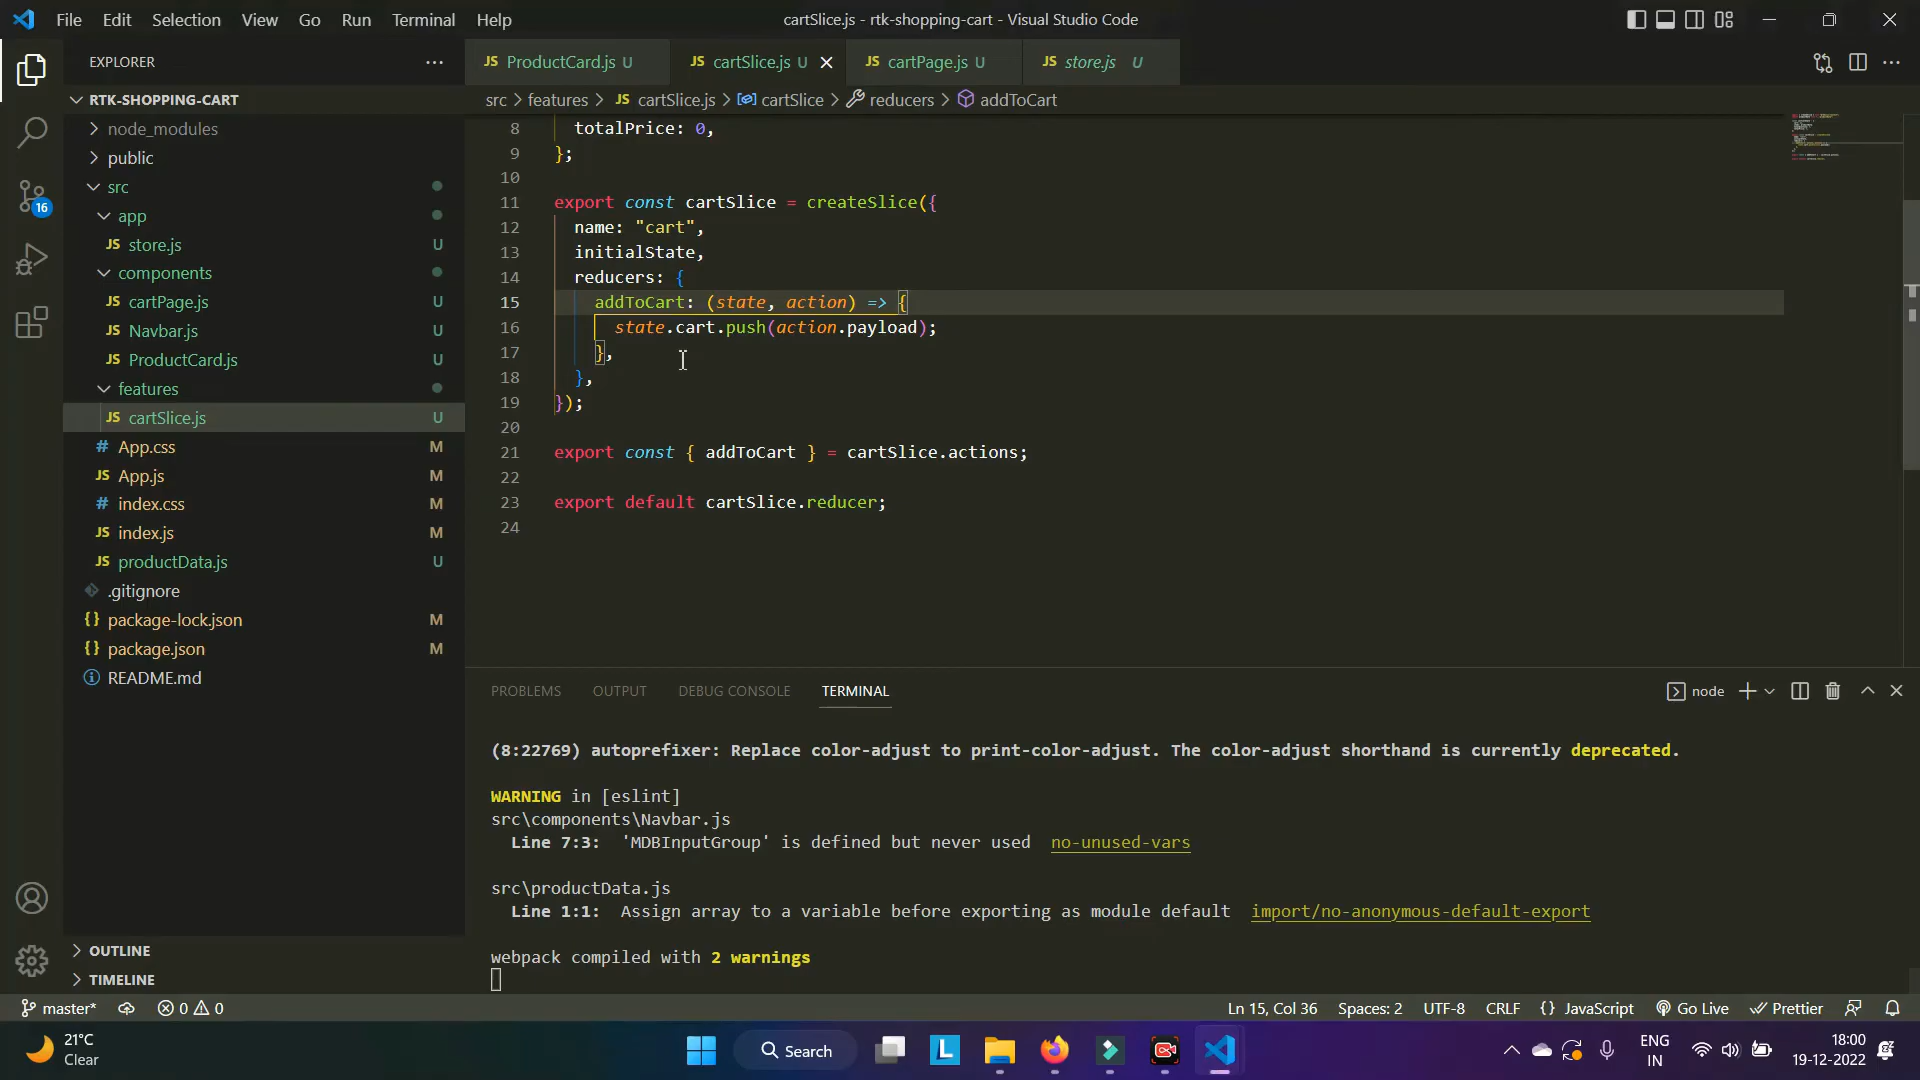 File Edit Selection View Go Run Terminal Help
cartSlice.js - rtk-shopping-cart - Visual Studio Code
EXPLORER
JS ProductCard.js U
JS cartSlice.js U
JS cartPage.js U
JS store.js U
src > features > JS cartSlice.js > cartSlice > reducers > addToCart
RTK-SHOPPING-CART
node_modules
public
src
app
JS store.js U
components
JS cartPage.js U
JS Navbar.js U
JS ProductCard.js U
features
JS cartSlice.js U
# App.css M
JS App.js M
# index.css M
JS index.js M
JS productData.js U
.gitignore
{} package-lock.json M
{} package.json M
README.md
OUTLINE
TIMELINE
16
8 totalPrice: 0,
9 };
10
11 export const cartSlice = createSlice({
12 name: "cart",
13 initialState,
14 reducers: {
15 addToCart: (state, action) => {
16 state.cart.push(action.payload);
17 },
18 },
19 });
20
21 export const { addToCart } = cartSlice.actions;
22
23 export default cartSlice.reducer;
24
PROBLEMS OUTPUT DEBUG CONSOLE TERMINAL
node
(8:22769) autoprefixer: Replace color-adjust to print-color-adjust. The color-adjust shorthand is currently deprecated.
WARNING in [eslint]
src\components\Navbar.js
Line 7:3: 'MDBInputGroup' is defined but never used no-unused-vars
src\productData.js
Line 1:1: Assign array to a variable before exporting as module default import/no-anonymous-default-export
webpack compiled with 2 warnings
master* 0 0
Ln 15, Col 36 Spaces: 2 UTF-8 CRLF {} JavaScript Go Live Prettier
21°C
Clear
Search
L
ENG
IN
18:00
19-12-2022